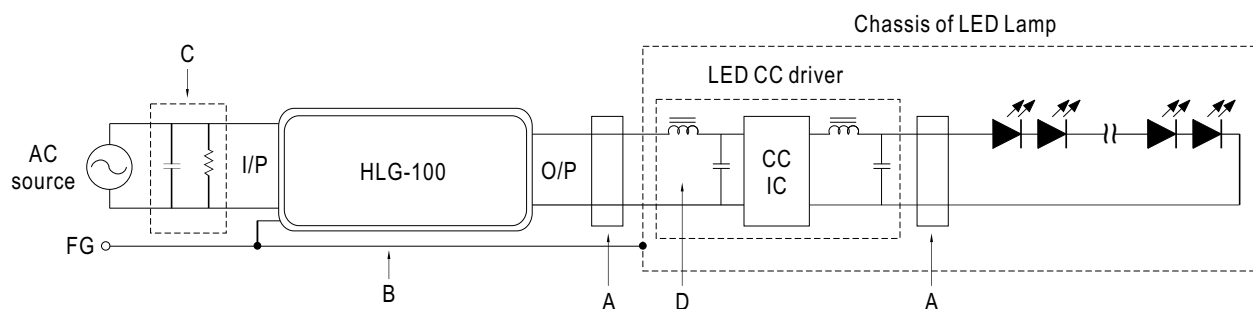 Chassis of LED Lamp
C
LED CC driver
AC
source
I/P
HLG-100
O/P
CC
IC
FG
B
A
D
A